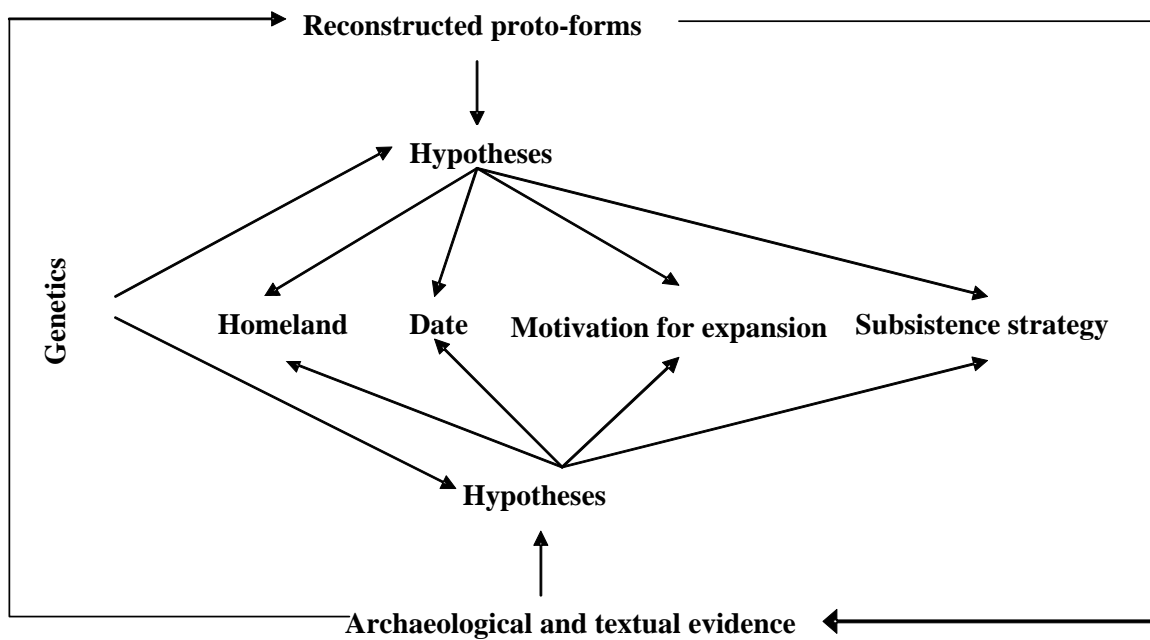 Reconstructed proto-forms
Hypotheses
Genetics
Homeland
Date
Motivation for expansion
Subsistence strategy
Hypotheses
Archaeological and textual evidence